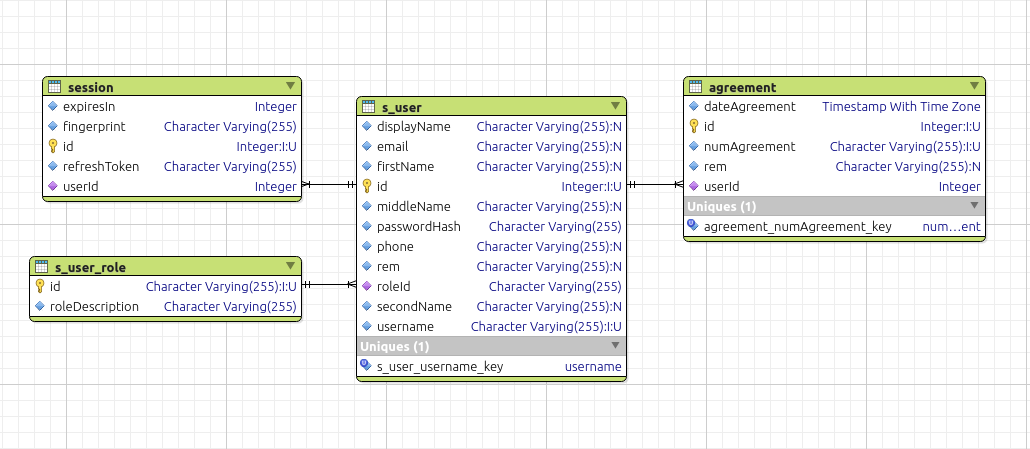 session
expiresIn Integer
fingerprint Character Varying(255)
id Integer:I:U
refreshToken Character Varying(255)
userId Integer
s_user_role
id Character Varying(255):I:U
roleDescription Character Varying(255)
s_user
displayName Character Varying(255):N
email Character Varying(255):N
firstName Character Varying(255):N
id Integer:I:U
middleName Character Varying(255):N
passwordHash Character Varying(255)
phone Character Varying(255):N
rem Character Varying(255):N
roleId Character Varying(255)
secondName Character Varying(255):N
username Character Varying(255):I:U
Uniques (1)
s_user_username_key username
agreement
dateAgreement Timestamp With Time Zone
id Integer:I:U
numAgreement Character Varying(255):I:U
rem Character Varying(255):N
userId Integer
Uniques (1)
agreement_numAgreement_key num...ent